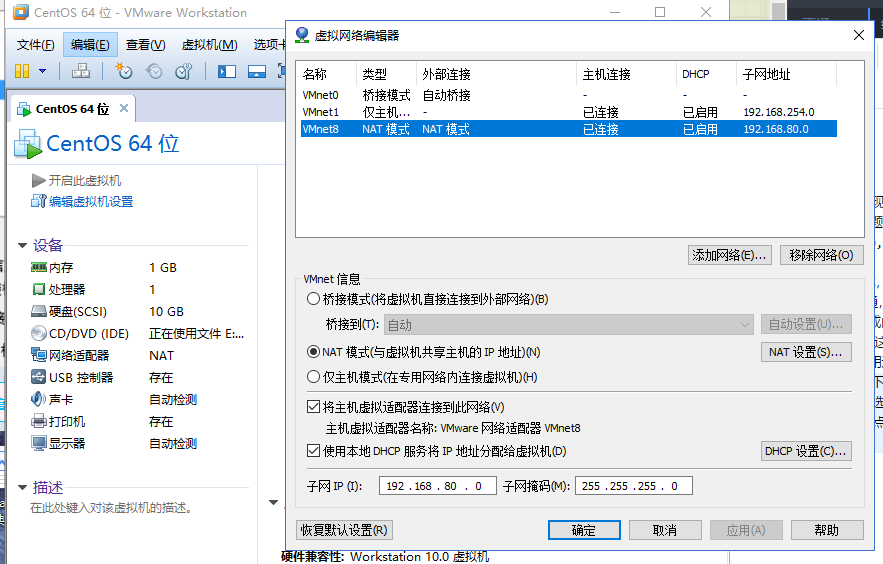 CentOS 64 位 - VMware Workstation
文件(F) 编辑(E) 查看(V) 虚拟机(M) 选项卡
CentOS 64 位
CentOS 64 位
开启此虚拟机
编辑虚拟机设置
设备
内存 1 GB
处理器 1
硬盘(SCSI) 10 GB
CD/DVD (IDE) 正在使用文件 E:...
网络适配器 NAT
USB 控制器 存在
声卡 自动检测
打印机 存在
显示器 自动检测
描述
在此处键入对该虚拟机的描述。
虚拟网络编辑器
名称 类型 外部连接 主机连接 DHCP 子网地址
VMnet0 桥接模式 自动桥接 - - -
VMnet1 仅主机... - 已连接 已启用 192.168.254.0
VMnet8 NAT 模式 NAT 模式 已连接 已启用 192.168.80.0
添加网络(E)... 移除网络(O)
VMnet 信息
桥接模式(将虚拟机直接连接到外部网络)(B)
桥接到(T): 自动 自动设置(U)...
NAT 模式(与虚拟机共享主机的 IP 地址)(N) NAT 设置(S)...
仅主机模式(在专用网络内连接虚拟机)(H)
将主机虚拟适配器连接到此网络(V)
主机虚拟适配器名称: VMware 网络适配器 VMnet8
使用本地 DHCP 服务将 IP 地址分配给虚拟机(D) DHCP 设置(C)...
子网 IP (I): 192 . 168 . 80 . 0 子网掩码(M): 255 . 255 . 255 . 0
恢复默认设置(R) 确定 取消 应用(A) 帮助
硬件兼容性: Workstation 10.0 虚拟机